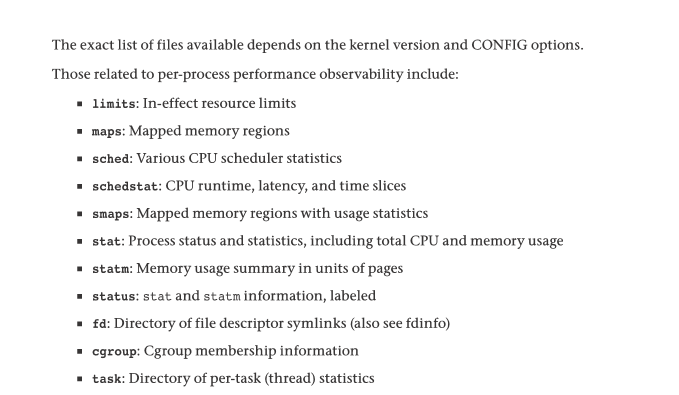 The exact list of files available depends on the kernel version and CONFIG options.
Those related to per-process performance observability include:
▪ limits: In-effect resource limits
▪ maps: Mapped memory regions
▪ sched: Various CPU scheduler statistics
▪ schedstat: CPU runtime, latency, and time slices
▪ smaps: Mapped memory regions with usage statistics
▪ stat: Process status and statistics, including total CPU and memory usage
▪ statm: Memory usage summary in units of pages
▪ status: stat and statm information, labeled
▪ fd: Directory of file descriptor symlinks (also see fdinfo)
▪ cgroup: Cgroup membership information
▪ task: Directory of per-task (thread) statistics